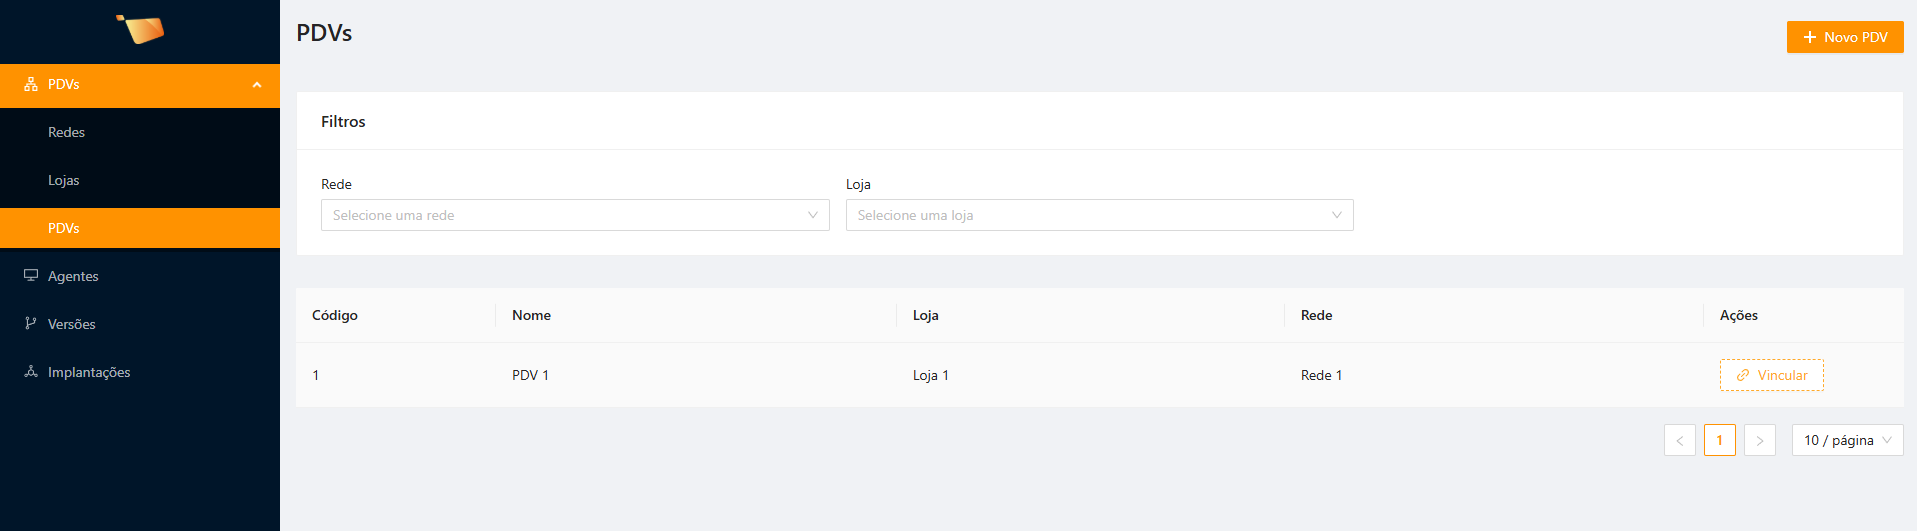 PDVs
Redes
Lojas
PDVs
Agentes
Versões
Implantações
PDVs
Novo PDV
Filtros
Rede
Loja
Selecione uma rede
Selecione uma loja
Código Nome Loja Rede Ações
1 PDV 1 Loja 1 Rede 1 Vincular
< 1 > 10 / página